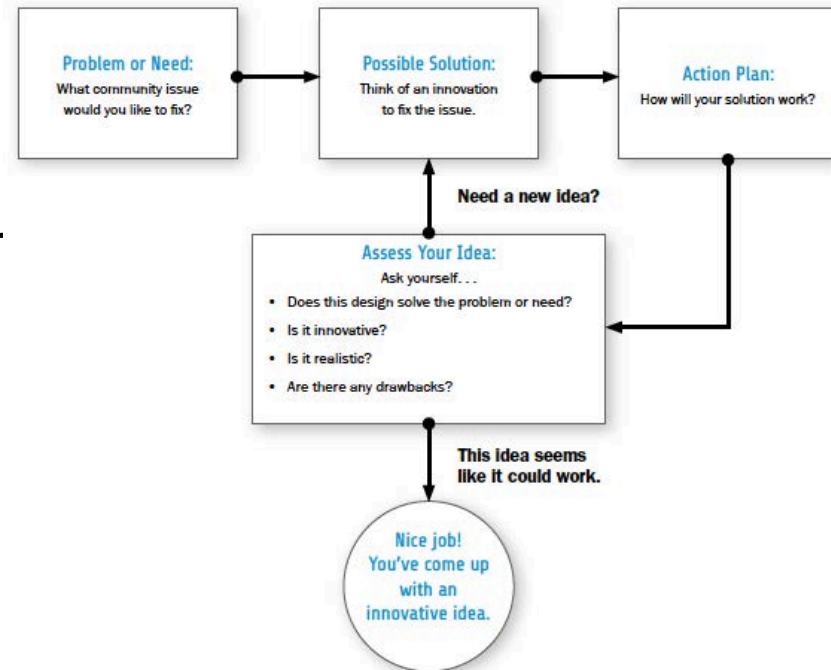 Problem or Need:
What community issue
would you like to fix?
Possible Solution:
Think of an innovation
to fix the issue.
Action Plan:
How will your solution work?
Need a new idea?
Assess Your Idea:
Ask yourself. . .
• Does this design solve the problem or need?
• Is it innovative?
• Is it realistic?
• Are there any drawbacks?
This idea seems
like it could work.
Nice job!
You've come up
with an
innovative idea.